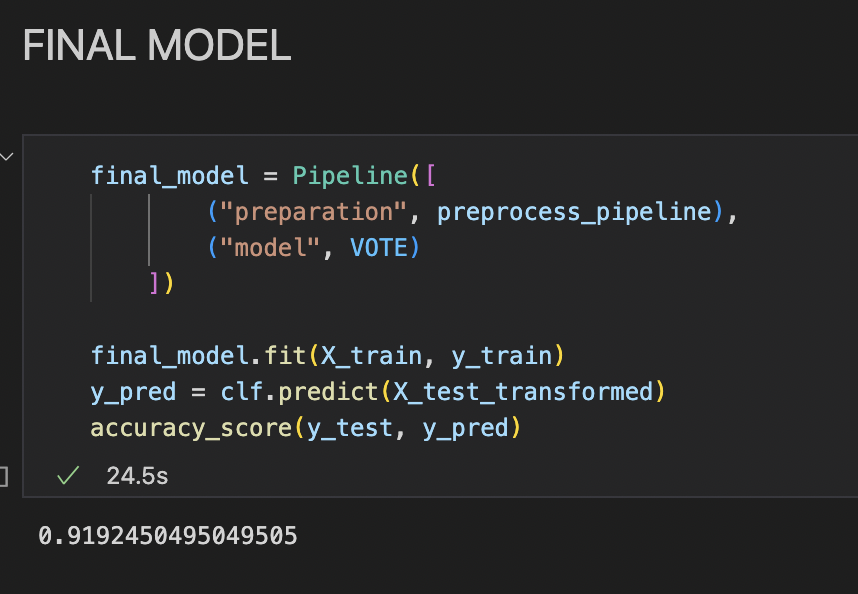 FINAL MODEL
final_model = Pipeline([
        ("preparation", preprocess_pipeline),
        ("model", VOTE)
    ])
final_model.fit(X_train, y_train)
y_pred = clf.predict(X_test_transformed)
accuracy_score(y_test, y_pred)
✓ 24.5s
0.9192450495049505